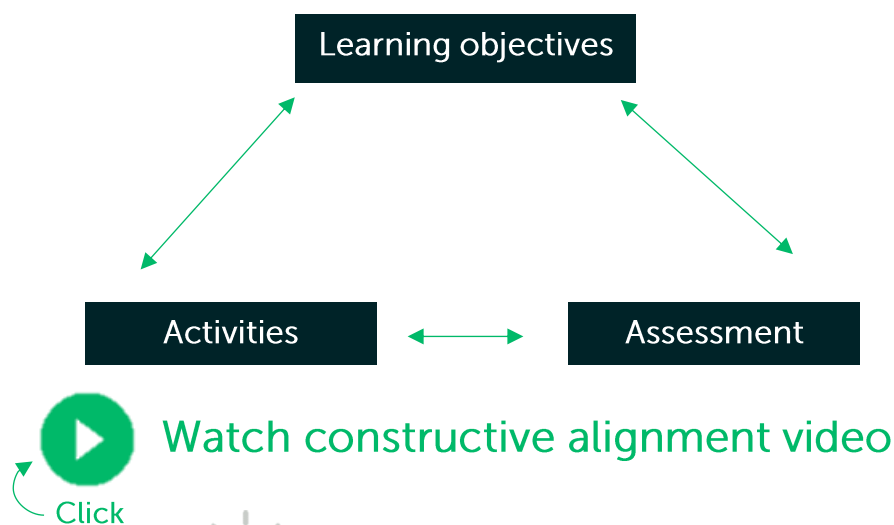 Learning objectives
Activities
Assessment
Watch constructive alignment video
Click